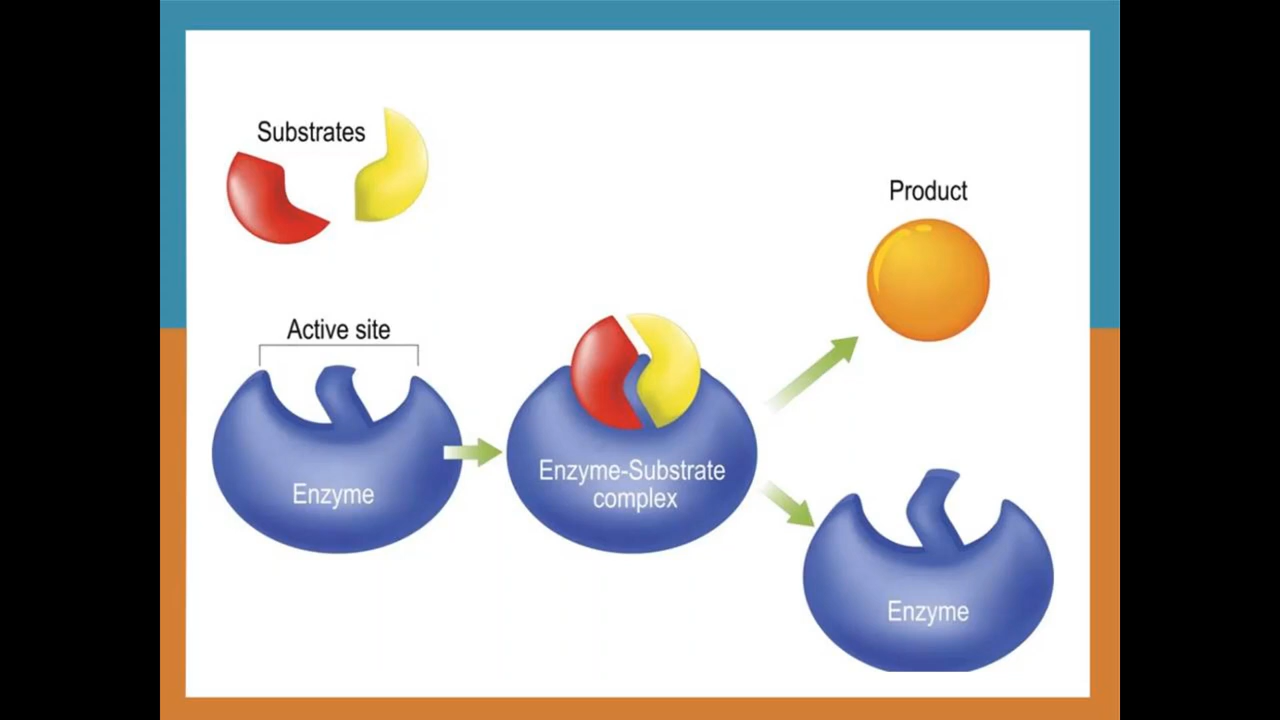 Substrates
Product
Active site
Enzyme
Enzyme-Substrate
complex
Enzyme